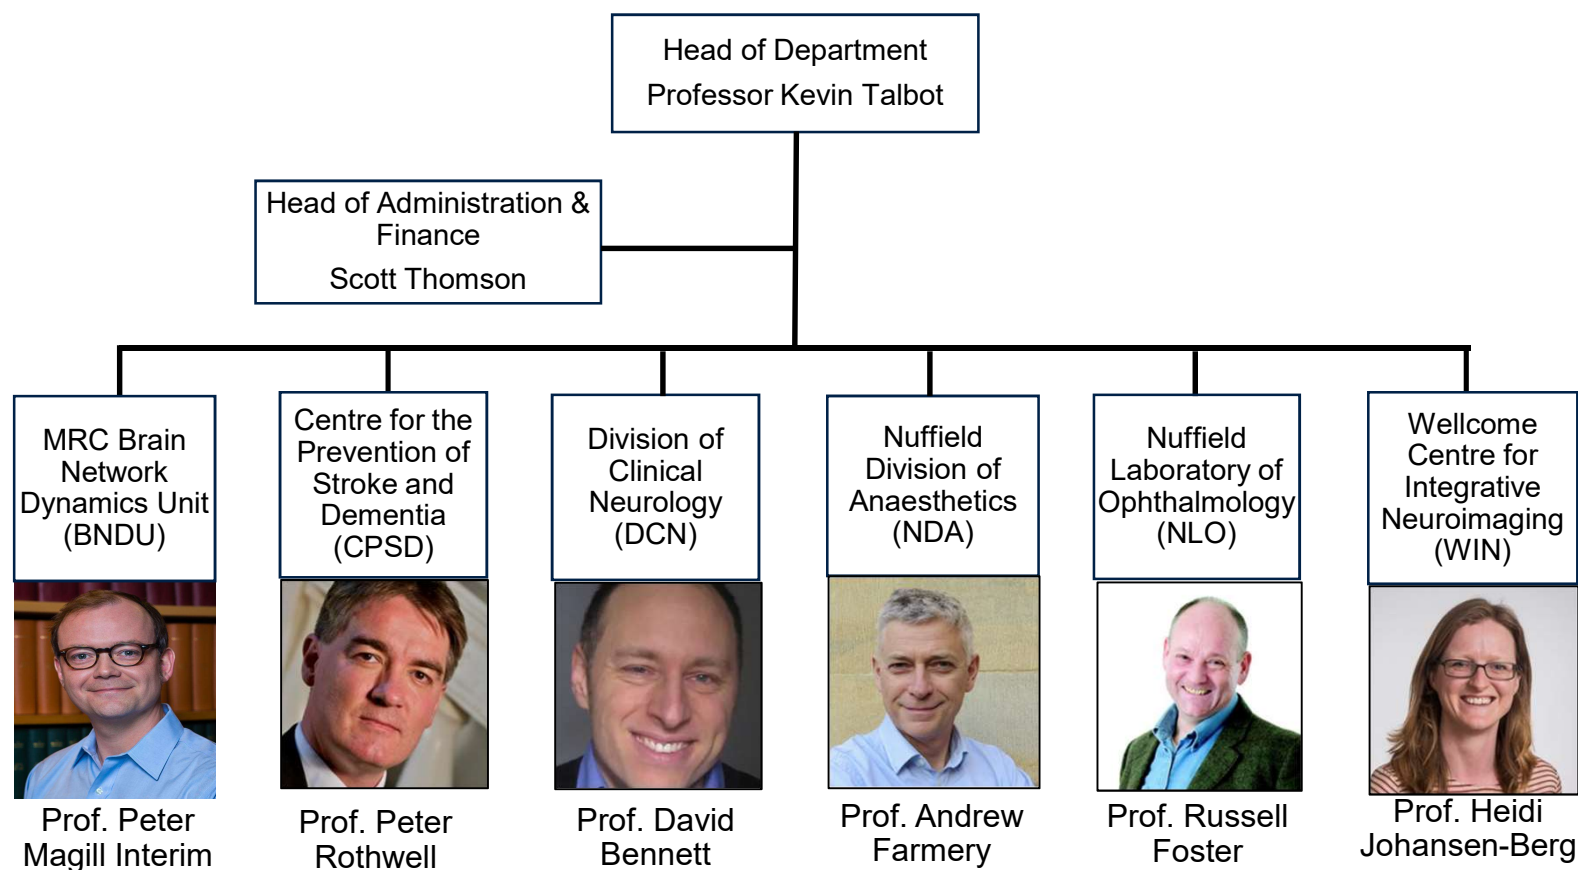 Head of Department
Professor Kevin Talbot
Head of Administration &
Finance
Scott Thomson
MRC Brain
Network
Dynamics Unit
(BNDU)
Centre for the
Prevention of
Stroke and
Dementia
(CPSD)
Division of
Clinical
Neurology
(DCN)
Nuffield
Division of
Anaesthetics
(NDA)
Nuffield
Laboratory of
Ophthalmology
(NLO)
Wellcome
Centre for
Integrative
Neuroimaging
(WIN)
Prof. Peter
Magill Interim
Prof. Peter
Rothwell
Prof. David
Bennett
Prof. Andrew
Farmery
Prof. Russell
Foster
Prof. Heidi
Johansen-Berg